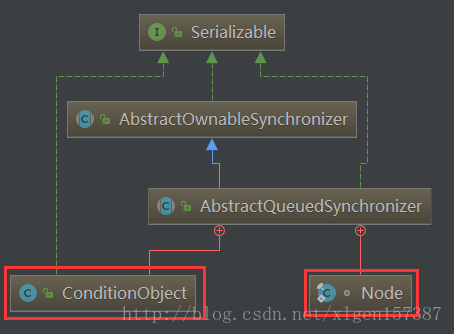 I Serializable
C AbstractOwnableSynchronizer
C AbstractQueuedSynchronizer
C ConditionObject
C Node
http://blog.csdn.net/xlgen157387